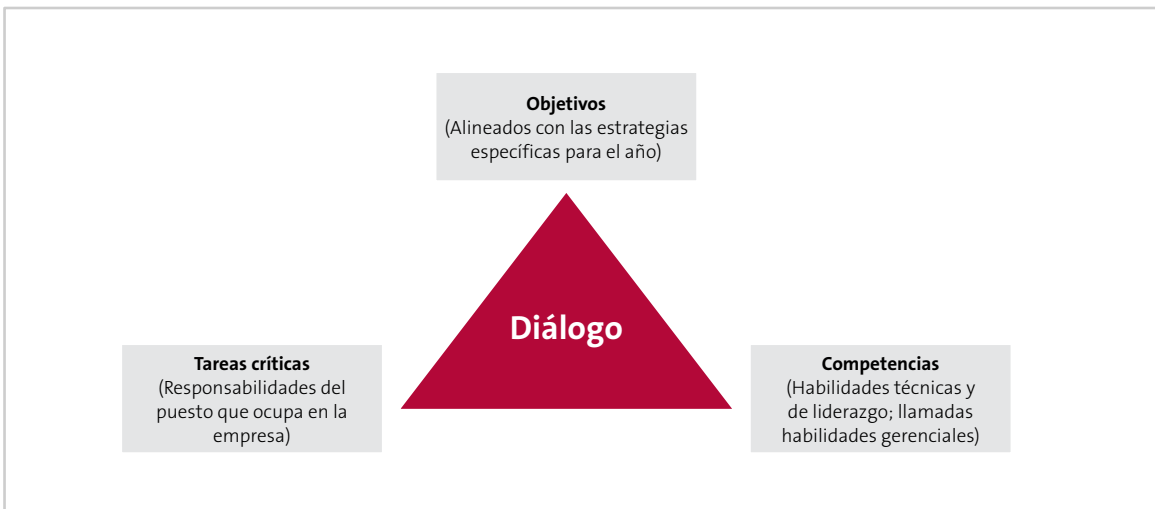 Objetivos
(Alineados con las estrategias
específicas para el año)
Diálogo
Tareas críticas
(Responsabilidades del
puesto que ocupa en la
empresa)
Competencias
(Habilidades técnicas y
de liderazgo; llamadas
habilidades gerenciales)